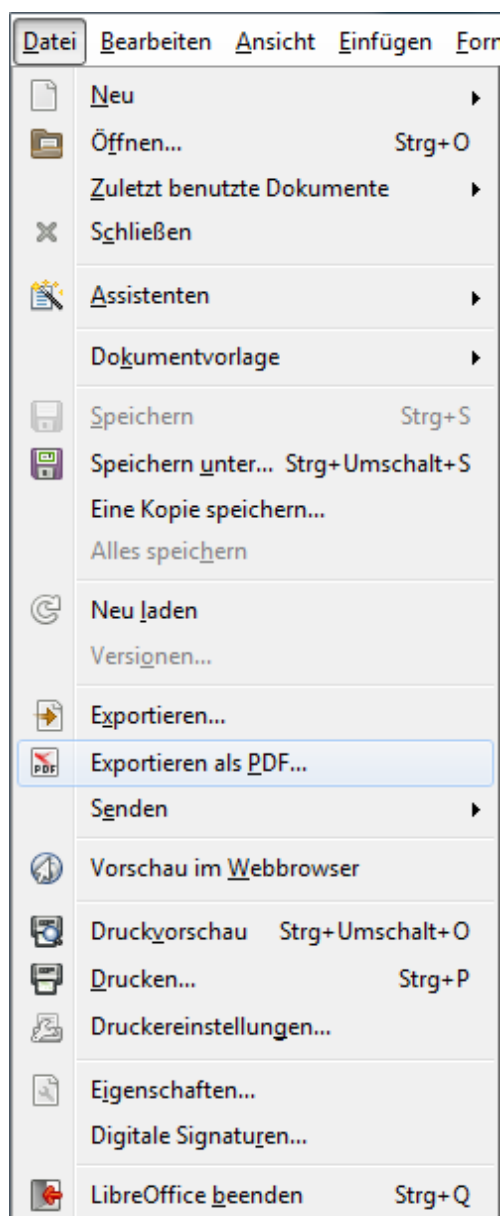 Datei Bearbeiten Ansicht Einfügen
Neu
Öffnen... Strg+O
Zuletzt benutzte Dokumente
Schließen
Assistenten
Dokumentvorlage
Speichern Strg+S
Speichern unter... Strg+Umschalt+S
Eine Kopie speichern...
Alles speichern
Neu laden
Versionen...
Exportieren...
PDF Exportieren als PDF...
Senden
Vorschau im Webbrowser
Druckvorschau Strg+Umschalt+O
Drucken... Strg+P
Druckereinstellungen...
Eigenschaften...
Digitale Signaturen...
LibreOffice beenden Strg+Q